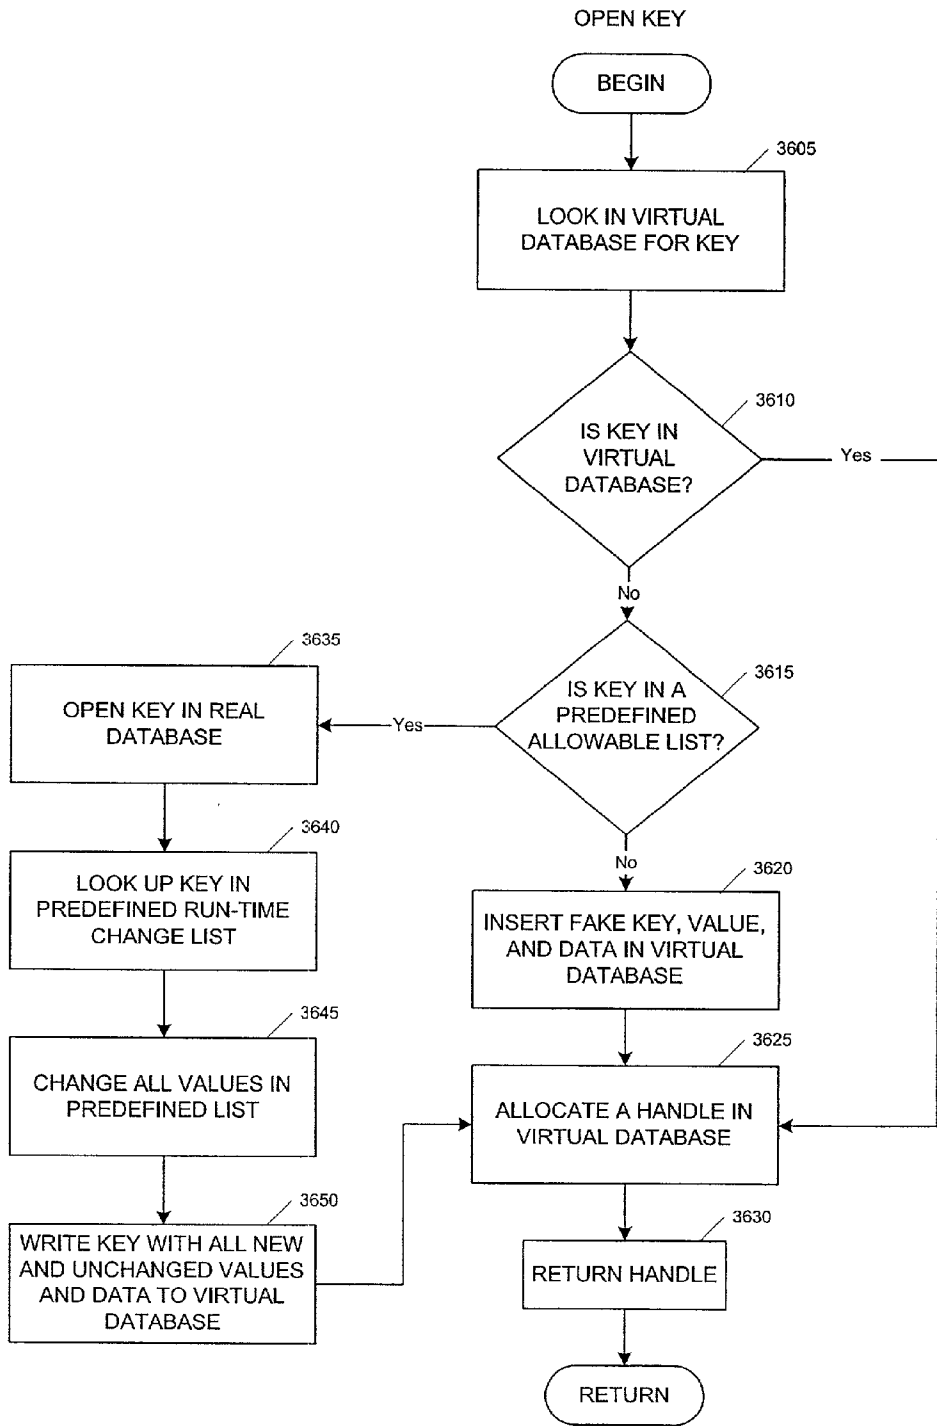 OPEN KEY
BEGIN
3605
LOOK IN VIRTUAL
DATABASE FOR KEY
3610
IS KEY IN
VIRTUAL
DATABASE?
Yes
No
3615
IS KEY IN A
PREDEFINED
ALLOWABLE LIST?
Yes
3635
OPEN KEY IN REAL
DATABASE
3640
LOOK UP KEY IN
PREDEFINED RUN-TIME
CHANGE LIST
No
3620
INSERT FAKE KEY, VALUE,
AND DATA IN VIRTUAL
DATABASE
3645
CHANGE ALL VALUES IN
PREDEFINED LIST
3625
ALLOCATE A HANDLE IN
VIRTUAL DATABASE
3650
WRITE KEY WITH ALL NEW
AND UNCHANGED VALUES
AND DATA TO VIRTUAL
DATABASE
3630
RETURN HANDLE
RETURN